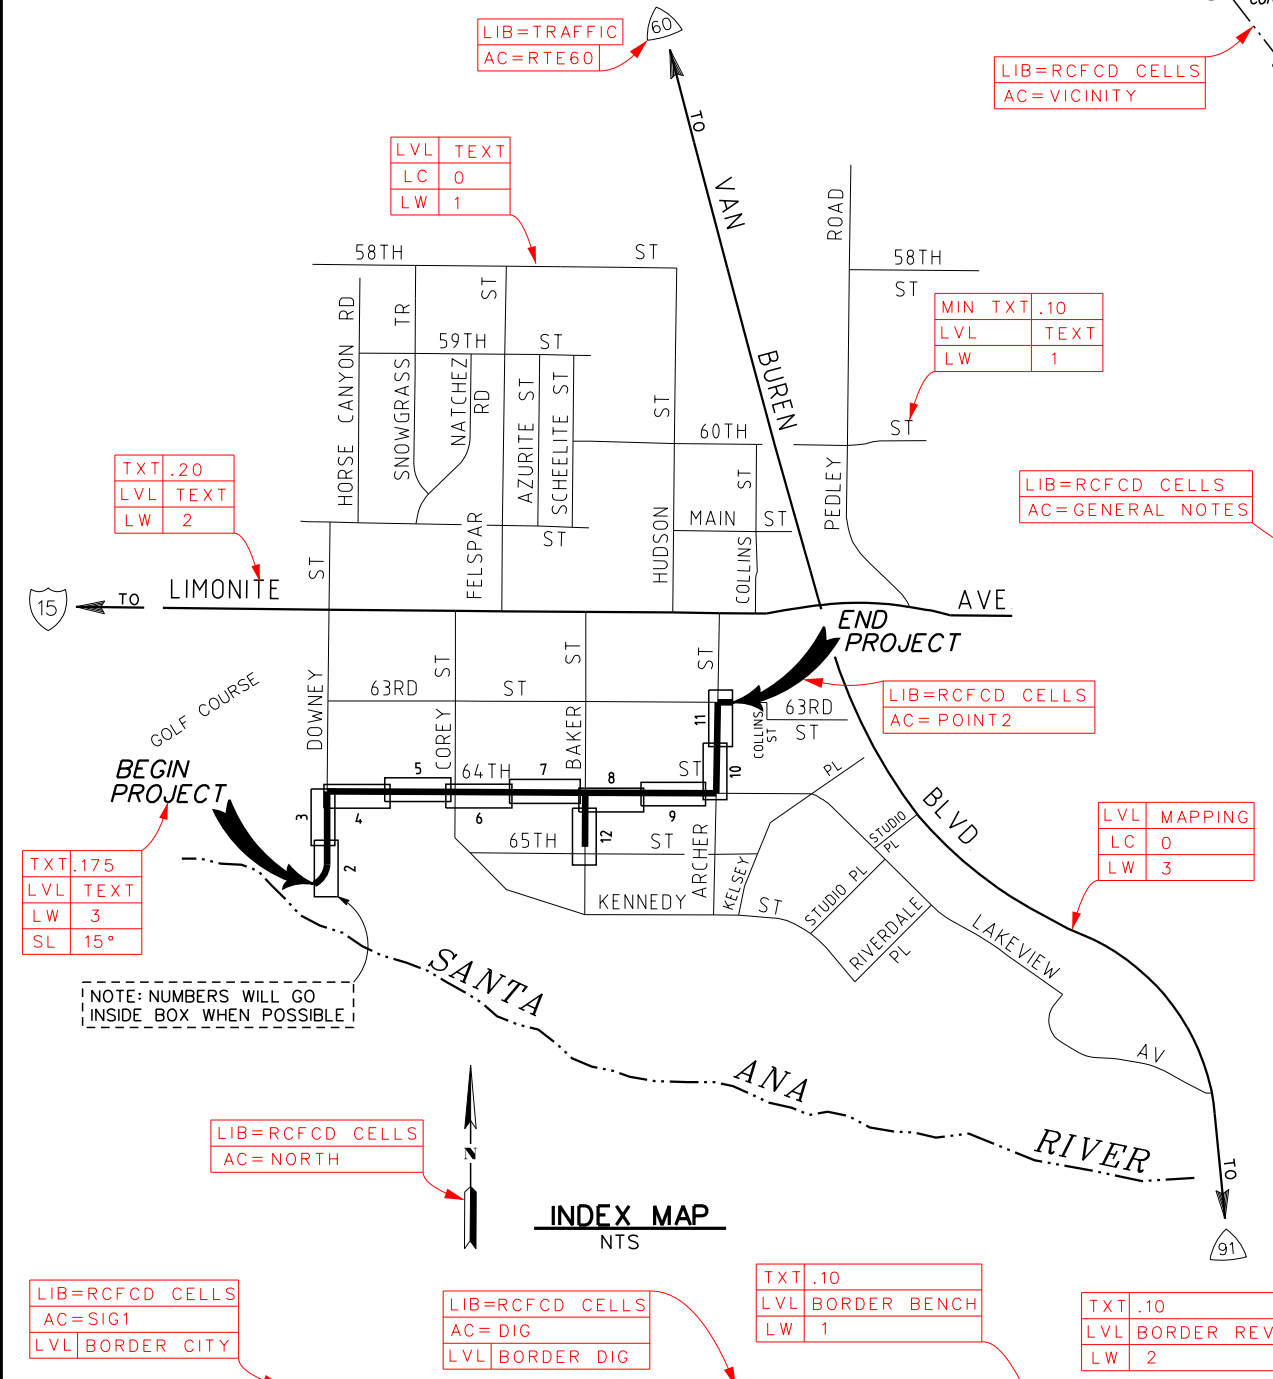 LIB=TRAFFIC
AC=RTE60
60
LIB=RCFCD CELLS
AC=VICINITY
TO
LVL TEXT
LC 0
LW 1
VAN
ROAD
58TH ST
58TH
ST
MIN TXT .10
LVL TEXT
LW 1
HORSE CANYON RD
SNOWGRASS TR
ST
59TH ST
NATCHEZ
RD
AZURITE ST
SCHEELITE ST
BUREN
ST
60TH
ST
ST
TXT .20
LVL TEXT
LW 2
PEDLEY
LIB=RCFCD CELLS
AC=GENERAL NOTES
MAIN ST
ST
FELSPAR
HUDSON
COLLINS
ST
15
TO
LIMONITE
AVE.
END
PROJECT
DOWNEY
63RD ST
COREY ST
BAKER ST
ST
11
COLLINS
ST
63RD
ST
LIB=RCFCD CELLS
AC=POINT2
GOLF COURSE
BEGIN
PROJECT
64TH ST
3
4
5
6
7
8
9
10
12
2
65TH ST
PL
BLVD
STUDIO
PL
ARCHER
KELSEY
KENNEDY ST
STUDIO PL
RIVERDALE
PL
LAKEVIEW
AV
LVL MAPPING
LC 0
LW 3
TXT .175
LVL TEXT
LW 3
SL 15°
NOTE: NUMBERS WILL GO
INSIDE BOX WHEN POSSIBLE
SANTA
ANA
RIVER
LIB=RCFCD CELLS
AC=NORTH
N
TO
91
INDEX MAP
NTS
LIB=RCFCD CELLS
AC=SIG1
LVL BORDER CITY
LIB=RCFCD CELLS
AC= DIG
LVL BORDER DIG
TXT .10
LVL BORDER BENCH
LW 1
TXT .10
LVL BORDER REV
LW 2